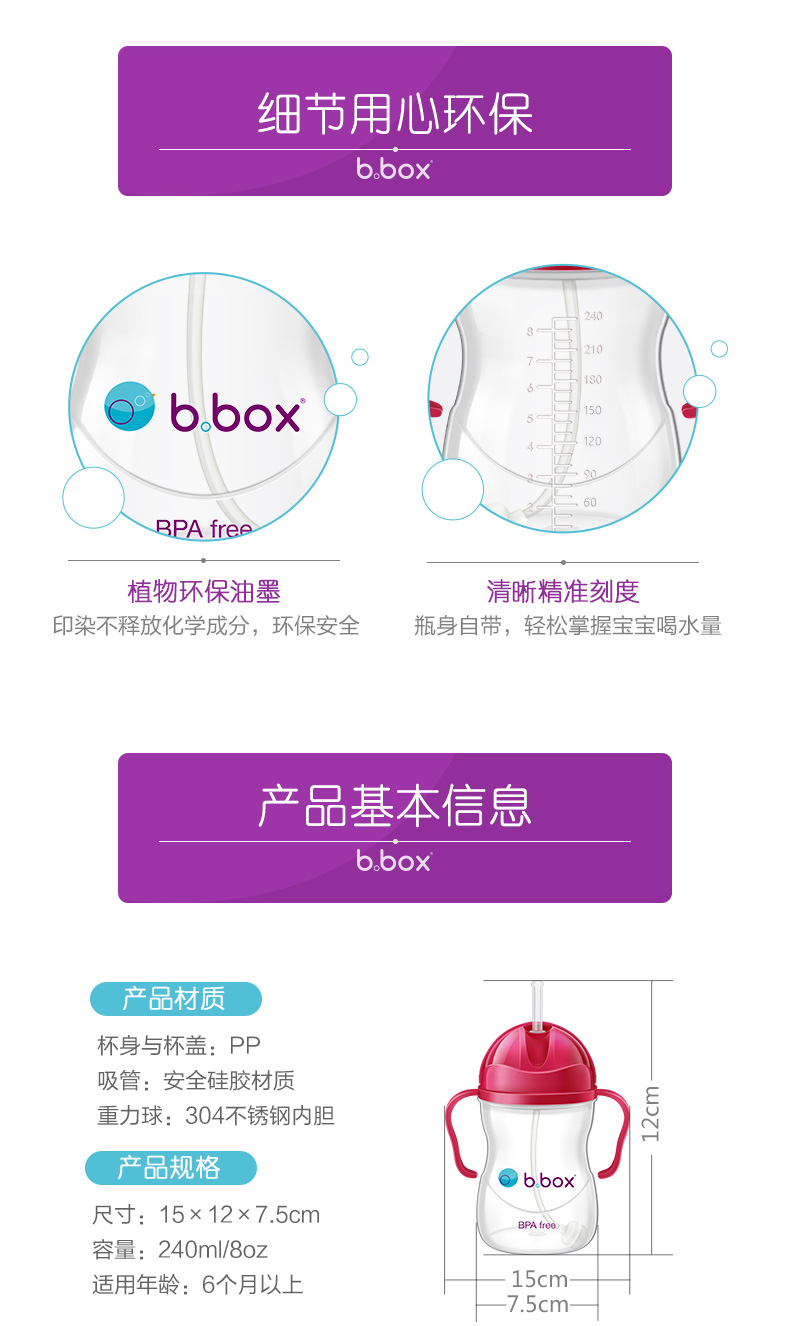 细节用心环保
b.box
b.box®
BPA free
植物环保油墨
印染不释放化学成分，环保安全
240
8
210
7
180
6
150
5
120
4
90
3
60
2
清晰精准刻度
瓶身自带，轻松掌握宝宝喝水量
产品基本信息
b.box
产品材质
杯身与杯盖：PP
吸管：安全硅胶材质
重力球：304不锈钢内胆
产品规格
尺寸：15×12×7.5cm
容量：240ml/8oz
适用年龄：6个月以上
b.box
BPA free
12cm
15cm
7.5cm